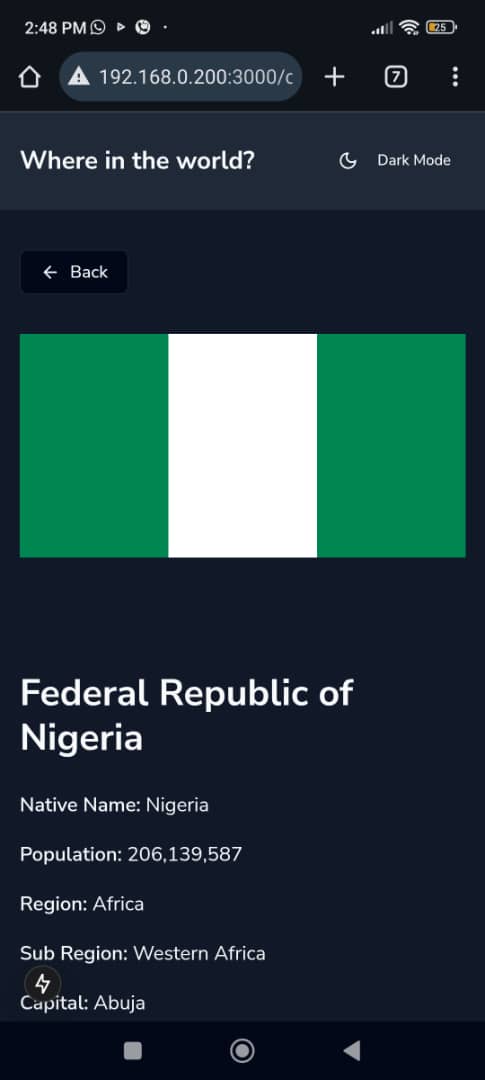 2:48 PM
25
192.168.0.200:3000/c
7
Where in the world?
Dark Mode
Back
Federal Republic of
Nigeria
Native Name: Nigeria
Population: 206,139,587
Region: Africa
Sub Region: Western Africa
Capital: Abuja